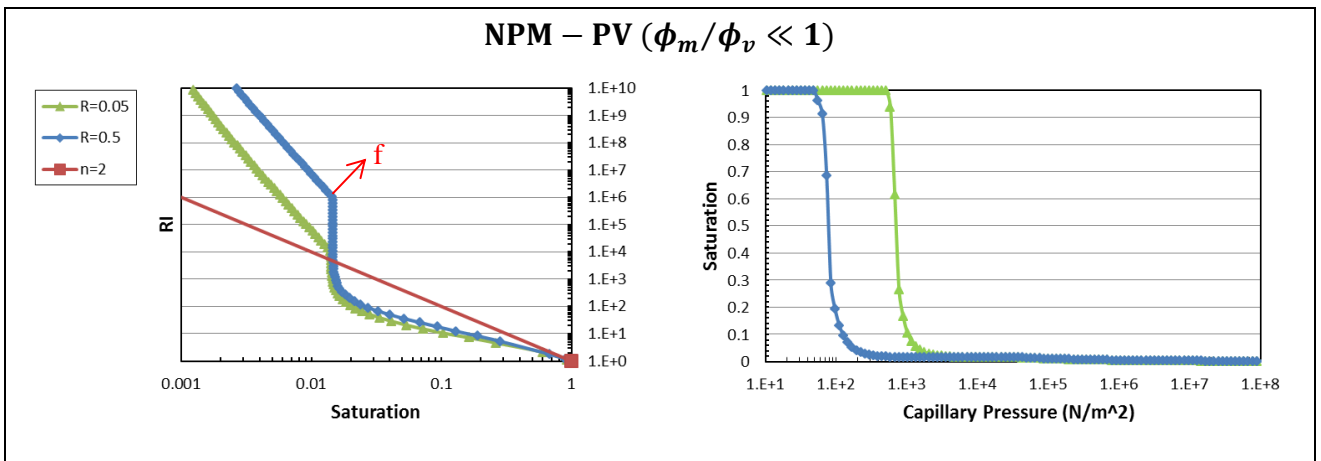 NPM – PV (ϕₘ/ϕᵥ ≪ 1)
R=0.05
R=0.5
n=2
f
RI
1.E+10
1.E+9
1.E+8
1.E+7
1.E+6
1.E+5
1.E+4
1.E+3
1.E+2
1.E+1
1.E+0
0.001
0.01
0.1
1
Saturation
Saturation
1
0.9
0.8
0.7
0.6
0.5
0.4
0.3
0.2
0.1
0
1.E+1
1.E+2
1.E+3
1.E+4
1.E+5
1.E+6
1.E+7
1.E+8
Capillary Pressure (N/m^2)